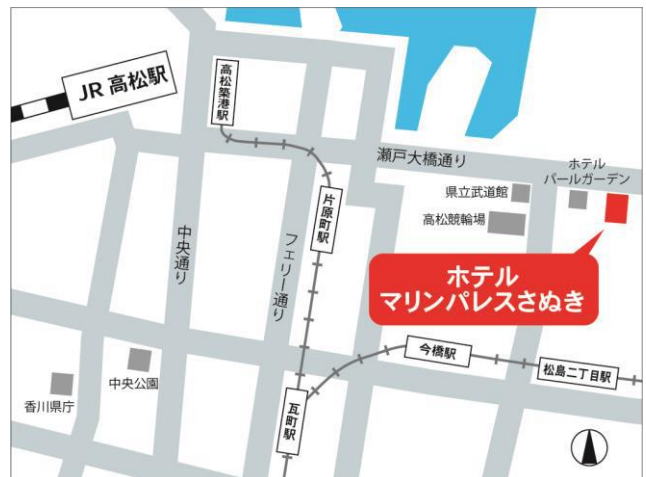 JR 高松駅
高松築港駅
瀬戸大橋通り
ホテル
パールガーデン
県立武道館
高松競輪場
片原町駅
中央通り
フェリー通り
ホテル
マリンパレスさぬき
今橋駅
松島二丁目駅
中央公園
香川県庁
瓦町駅